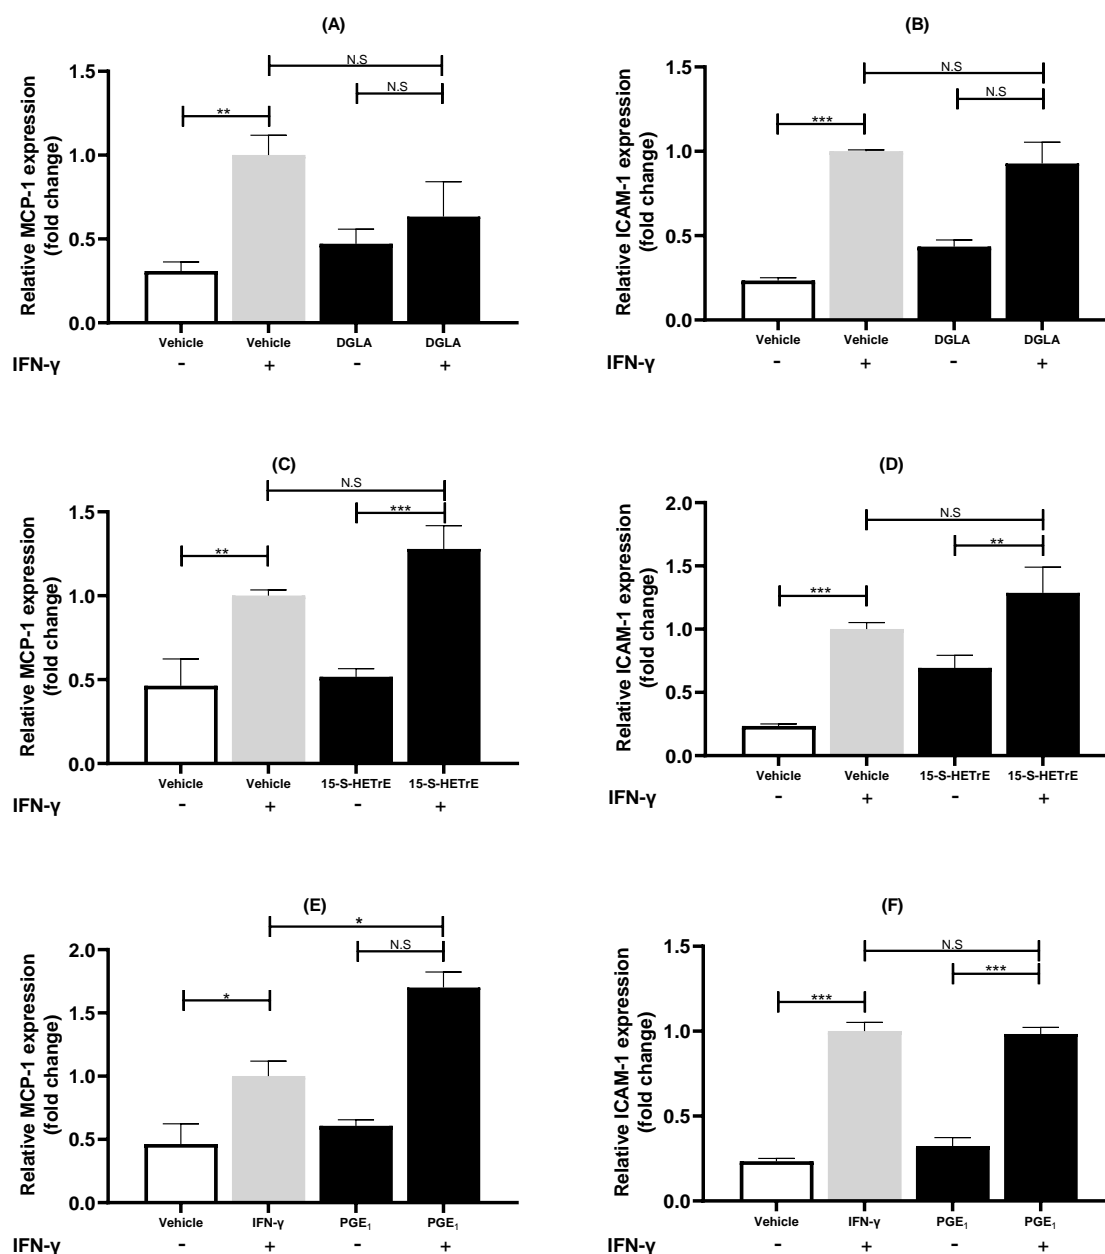 (A)
N.S
N.S
**
Relative MCP-1 expression
(fold change)
1.5
1.0
0.5
0.0
Vehicle Vehicle DGLA DGLA
IFN-γ - + - +
(B)
N.S
N.S
***
Relative ICAM-1 expression
(fold change)
1.5
1.0
0.5
0.0
Vehicle Vehicle DGLA DGLA
IFN-γ - + - +
(C)
N.S
***
**
Relative MCP-1 expression
(fold change)
1.5
1.0
0.5
0.0
Vehicle Vehicle 15-S-HETrE 15-S-HETrE
IFN-γ - + - +
(D)
N.S
**
***
Relative ICAM-1 expression
(fold change)
2.0
1.5
1.0
0.5
0.0
Vehicle Vehicle 15-S-HETrE 15-S-HETrE
IFN-γ - + - +
(E)
*
N.S
*
Relative MCP-1 expression
(fold change)
2.0
1.5
1.0
0.5
0.0
Vehicle IFN-γ PGE₁ PGE₁
IFN-γ - + - +
(F)
N.S
***
***
Relative ICAM-1 expression
(fold change)
1.5
1.0
0.5
0.0
Vehicle IFN-γ PGE₁ PGE₁
IFN-γ - + - +